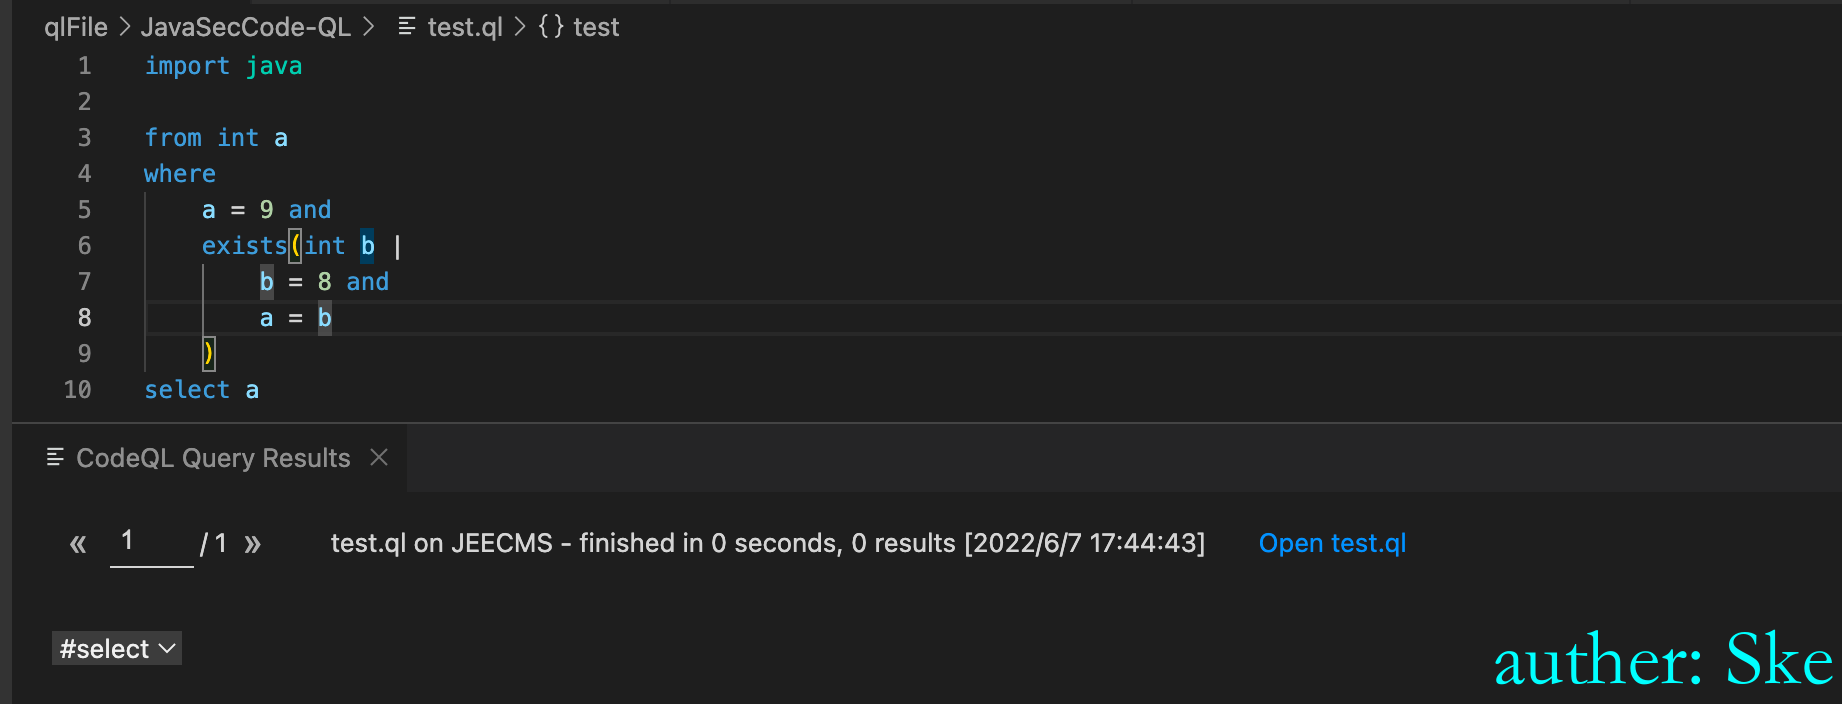 qlFile > JavaSecCode-QL > test.ql > {} test
1 import java
2
3 from int a
4 where
5 a = 9 and
6 exists(int b |
7 b = 8 and
8 a = b
9 )
10 select a
CodeQL Query Results ×
« 1 / 1 » test.ql on JEECMS - finished in 0 seconds, 0 results [2022/6/7 17:44:43] Open test.ql
#select
auther: Ske